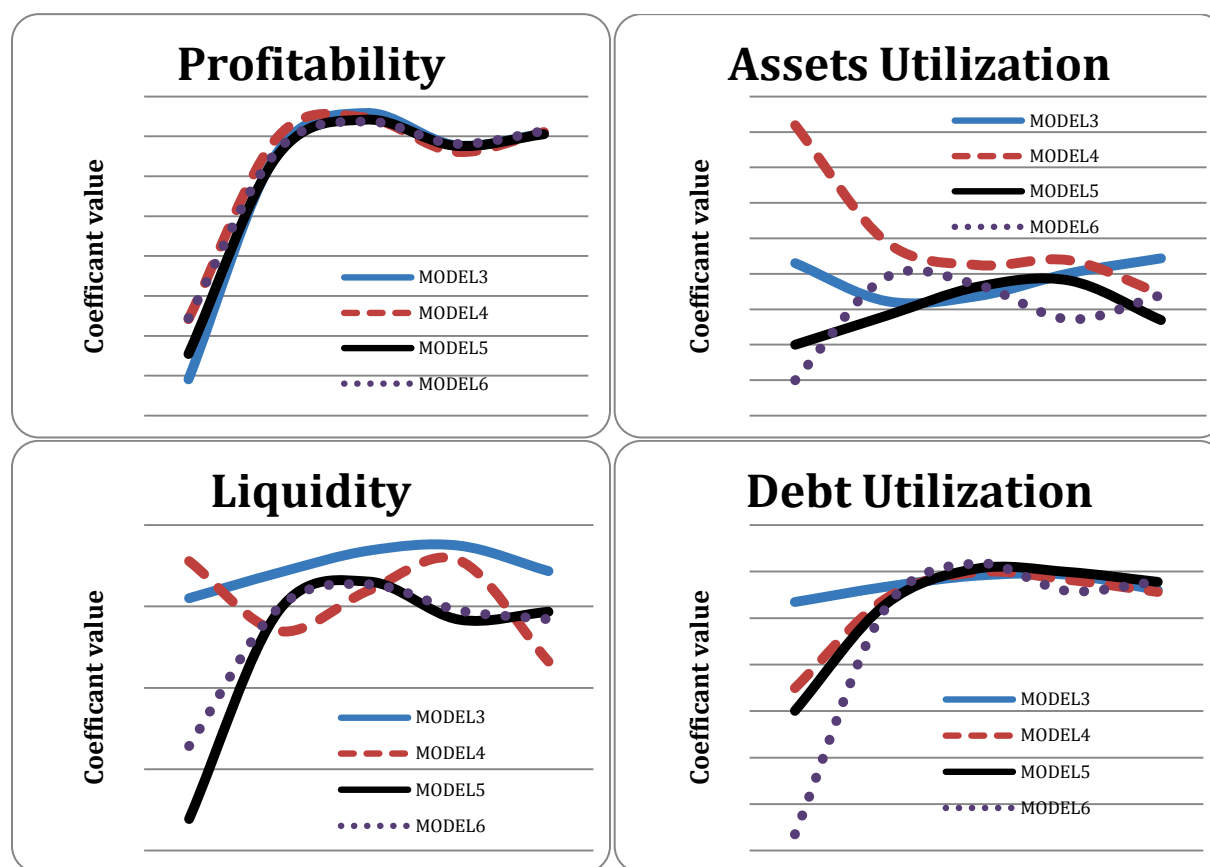 Profitability
Coefficant value
MODEL3
MODEL4
MODEL5
MODEL6
Assets Utilization
Coefficant value
MODEL3
MODEL4
MODEL5
MODEL6
Liquidity
Coefficant value
MODEL3
MODEL4
MODEL5
MODEL6
Debt Utilization
Coefficant value
MODEL3
MODEL4
MODEL5
MODEL6